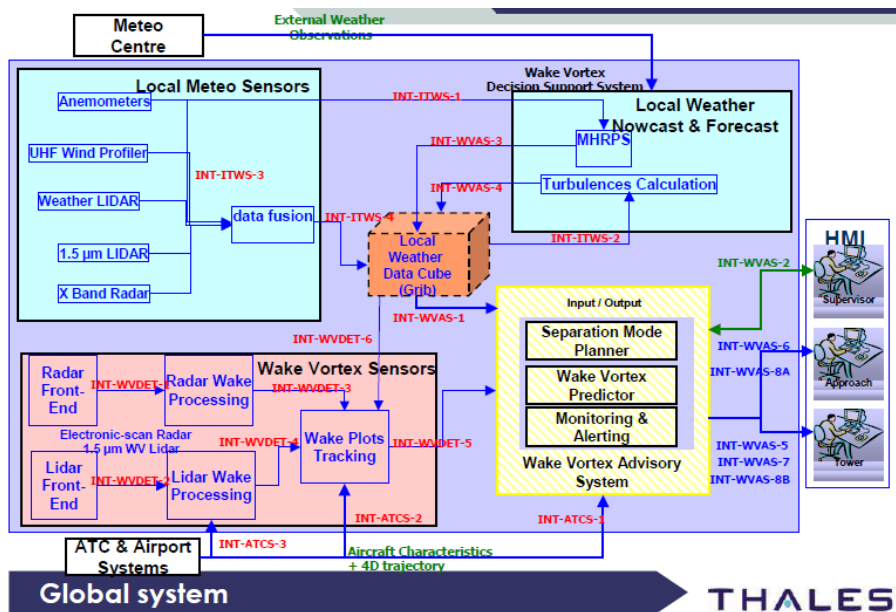 Meteo
Centre
External Weather
Observations
Local Meteo Sensors
Anemometers
UHF Wind Profiler
Weather LIDAR
1.5 µm LIDAR
X Band Radar
INT-ITWS-3
data fusion
INT-ITWS-1
INT-ITWS-4
Wake Vortex
Decision Support System
Local Weather
Nowcast & Forecast
MHRPS
Turbulences Calculation
INT-WVAS-3
INT-WVAS-4
INT-ITWS-2
Local
Weather
Data Cube
(Grib)
INT-WVAS-1
INT-WVDET-6
Wake Vortex Sensors
Radar
Front-
End
INT-WVDET-1
Radar Wake
Processing
INT-WVDET-3
Electronic-scan Radar
1.5 µm WV Lidar
INT-WVDET-4
Wake Plots
Tracking
INT-WVDET-5
Lidar
Front-
End
INT-WVDET-2
Lidar Wake
Processing
INT-ATCS-2
INT-ATCS-3
INT-ATCS-1
Input / Output
Separation Mode
Planner
Wake Vortex
Predictor
Monitoring &
Alerting
Wake Vortex Advisory
System
HMI
INT-WVAS-2
Supervisor
INT-WVAS-6
INT-WVAS-8A
Approach
INT-WVAS-5
INT-WVAS-7
INT-WVAS-8B
Tower
ATC & Airport
Systems
Aircraft Characteristics
+ 4D trajectory
Global system
THALES